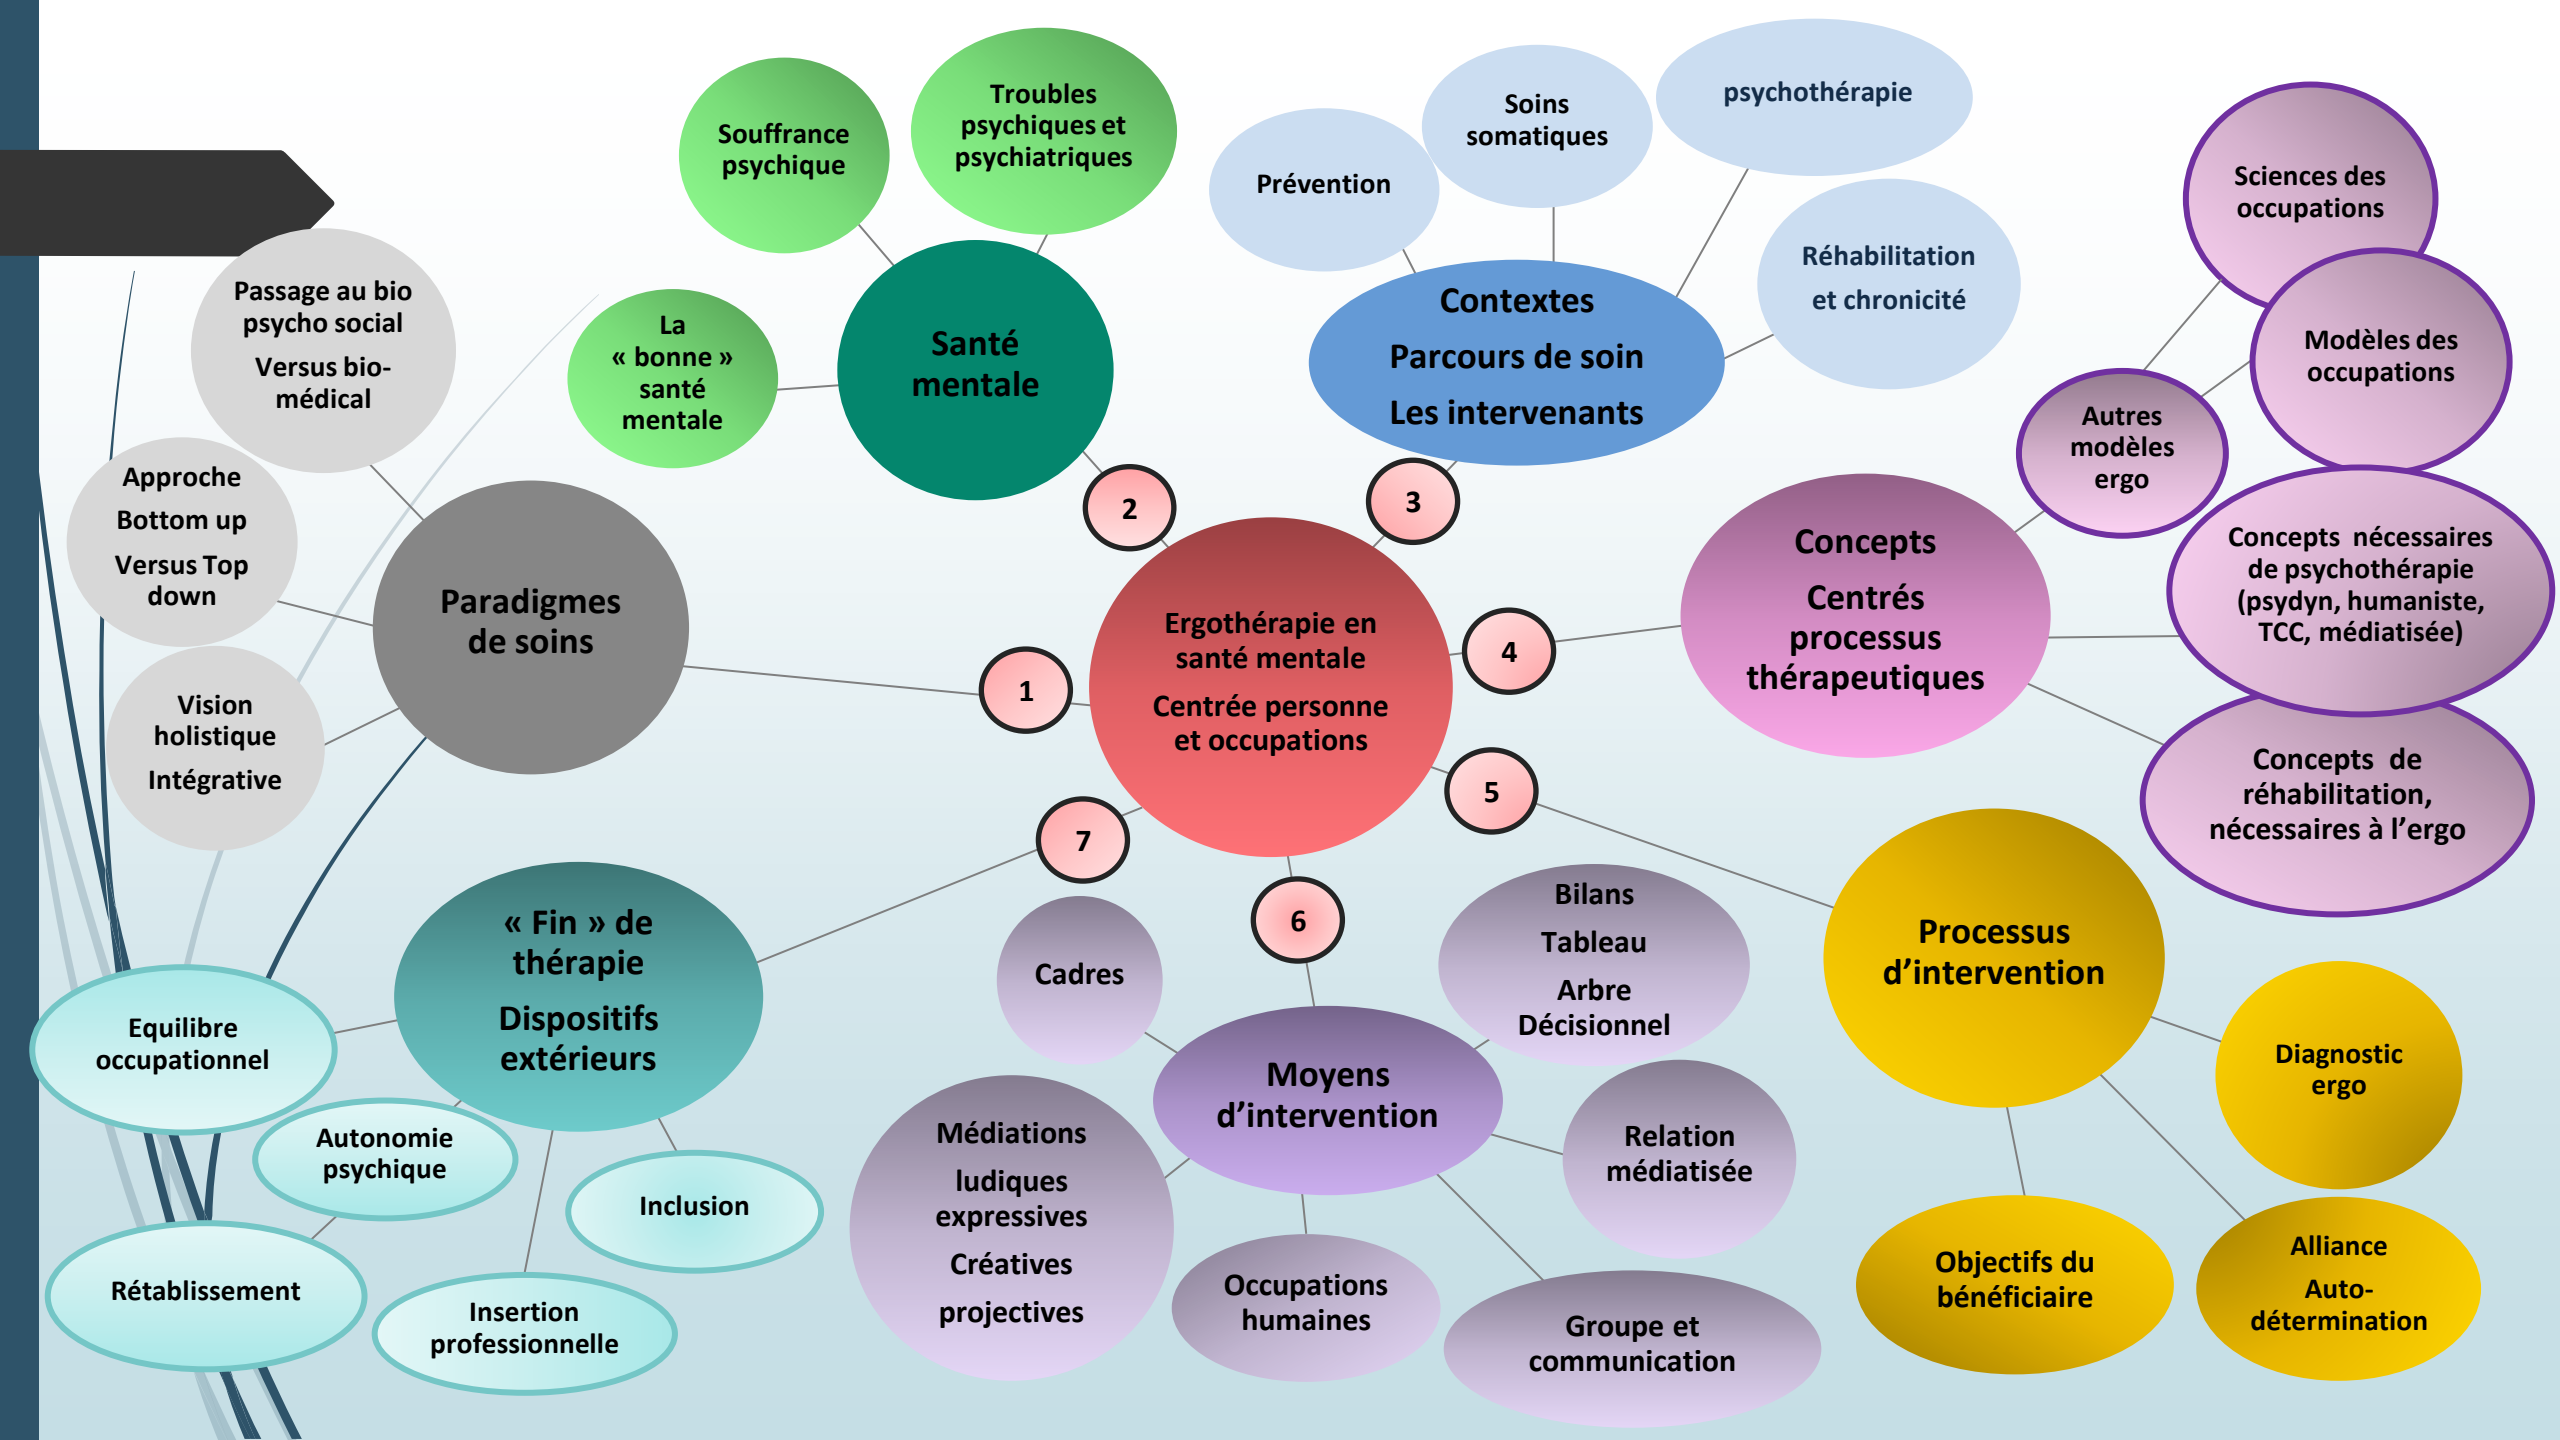 Ergothérapie en
santé mentale
Centrée personne
et occupations
1
Paradigmes
de soins
Passage au bio
psycho social
Versus bio-
médical
Approche
Bottom up
Versus Top
down
Vision
holistique
Intégrative
2
Santé
mentale
La
« bonne »
santé
mentale
Souffrance
psychique
Troubles
psychiques et
psychiatriques
3
Contextes
Parcours de soin
Les intervenants
Prévention
Soins
somatiques
psychothérapie
Réhabilitation
et chronicité
4
Concepts
Centrés
processus
thérapeutiques
Autres
modèles
ergo
Sciences des
occupations
Modèles des
occupations
Concepts nécessaires
de psychothérapie
(psydyn, humaniste,
TCC, médiatisée)
Concepts de
réhabilitation,
nécessaires à l’ergo
5
Processus
d’intervention
Diagnostic
ergo
Alliance
Auto-
détermination
Objectifs du
bénéficiaire
6
Moyens
d’intervention
Cadres
Bilans
Tableau
Arbre
Décisionnel
Relation
médiatisée
Groupe et
communication
Occupations
humaines
Médiations
ludiques
expressives
Créatives
projectives
7
« Fin » de
thérapie
Dispositifs
extérieurs
Equilibre
occupationnel
Autonomie
psychique
Rétablissement
Insertion
professionnelle
Inclusion